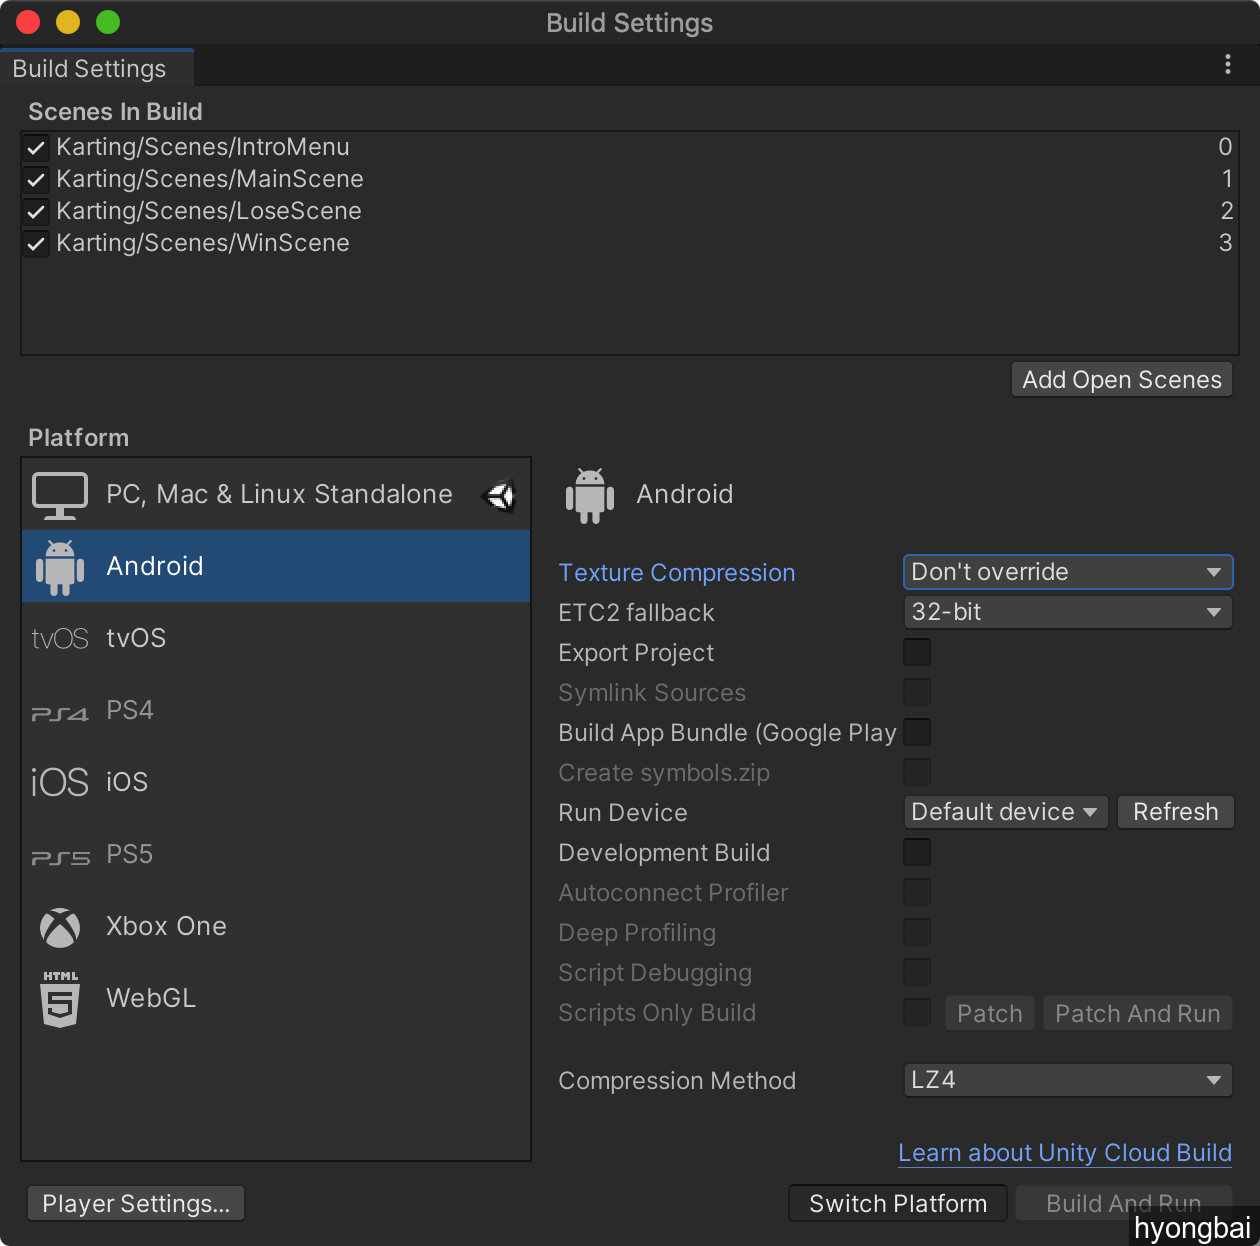 Build Settings
Build Settings
Scenes In Build
Karting/Scenes/IntroMenu 0
Karting/Scenes/MainScene 1
Karting/Scenes/LoseScene 2
Karting/Scenes/WinScene 3
Add Open Scenes
Platform
PC, Mac & Linux Standalone
Android
tvOS tvOS
PS4 PS4
iOS iOS
PS5 PS5
Xbox One
HTML
5 WebGL
Android
Texture Compression Don't override
ETC2 fallback 32-bit
Export Project
Symlink Sources
Build App Bundle (Google Play
Create symbols.zip
Run Device Default device Refresh
Development Build
Autoconnect Profiler
Deep Profiling
Script Debugging
Scripts Only Build Patch Patch And Run
Compression Method LZ4
Learn about Unity Cloud Build
Player Settings... Switch Platform Build And Run
hyongbai